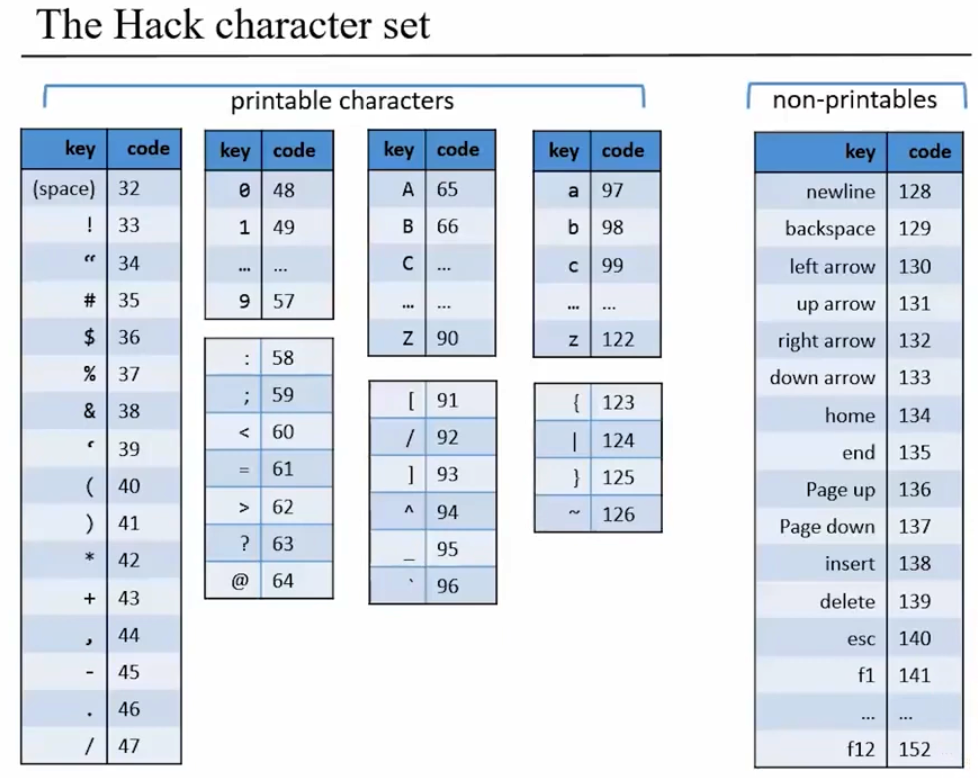 The Hack character set
printable characters
non-printables
key code
(space) 32
! 33
“ 34
# 35
$ 36
% 37
& 38
‘ 39
( 40
) 41
* 42
+ 43
, 44
- 45
. 46
/ 47
key code
0 48
1 49
... ...
9 57
: 58
; 59
< 60
= 61
> 62
? 63
@ 64
key code
A 65
B 66
C ...
... ...
Z 90
[ 91
/ 92
] 93
^ 94
_ 95
` 96
key code
a 97
b 98
c 99
... ...
z 122
{ 123
| 124
} 125
~ 126
key code
newline 128
backspace 129
left arrow 130
up arrow 131
right arrow 132
down arrow 133
home 134
end 135
Page up 136
Page down 137
insert 138
delete 139
esc 140
f1 141
... ...
f12 152